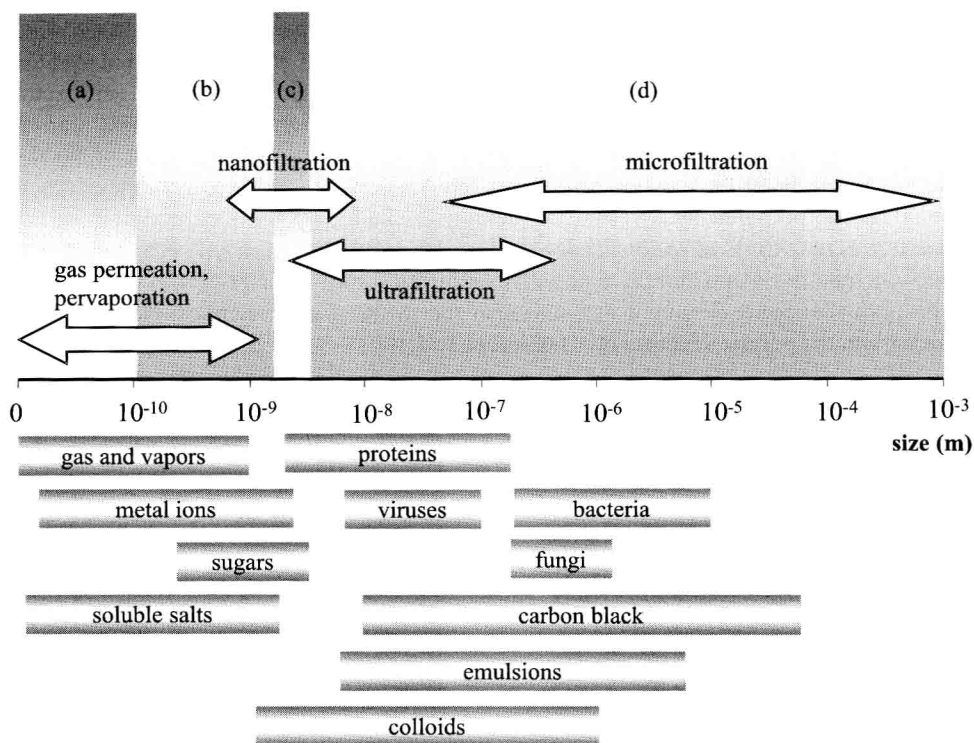 (a)
(b)
(c)
(d)
nanofiltration
microfiltration
gas permeation,
pervaporation
ultrafiltration
0
10⁻¹⁰
10⁻⁹
10⁻⁸
10⁻⁷
10⁻⁶
10⁻⁵
10⁻⁴
10⁻³
size (m)
gas and vapors
proteins
metal ions
viruses
bacteria
sugars
fungi
soluble salts
carbon black
emulsions
colloids